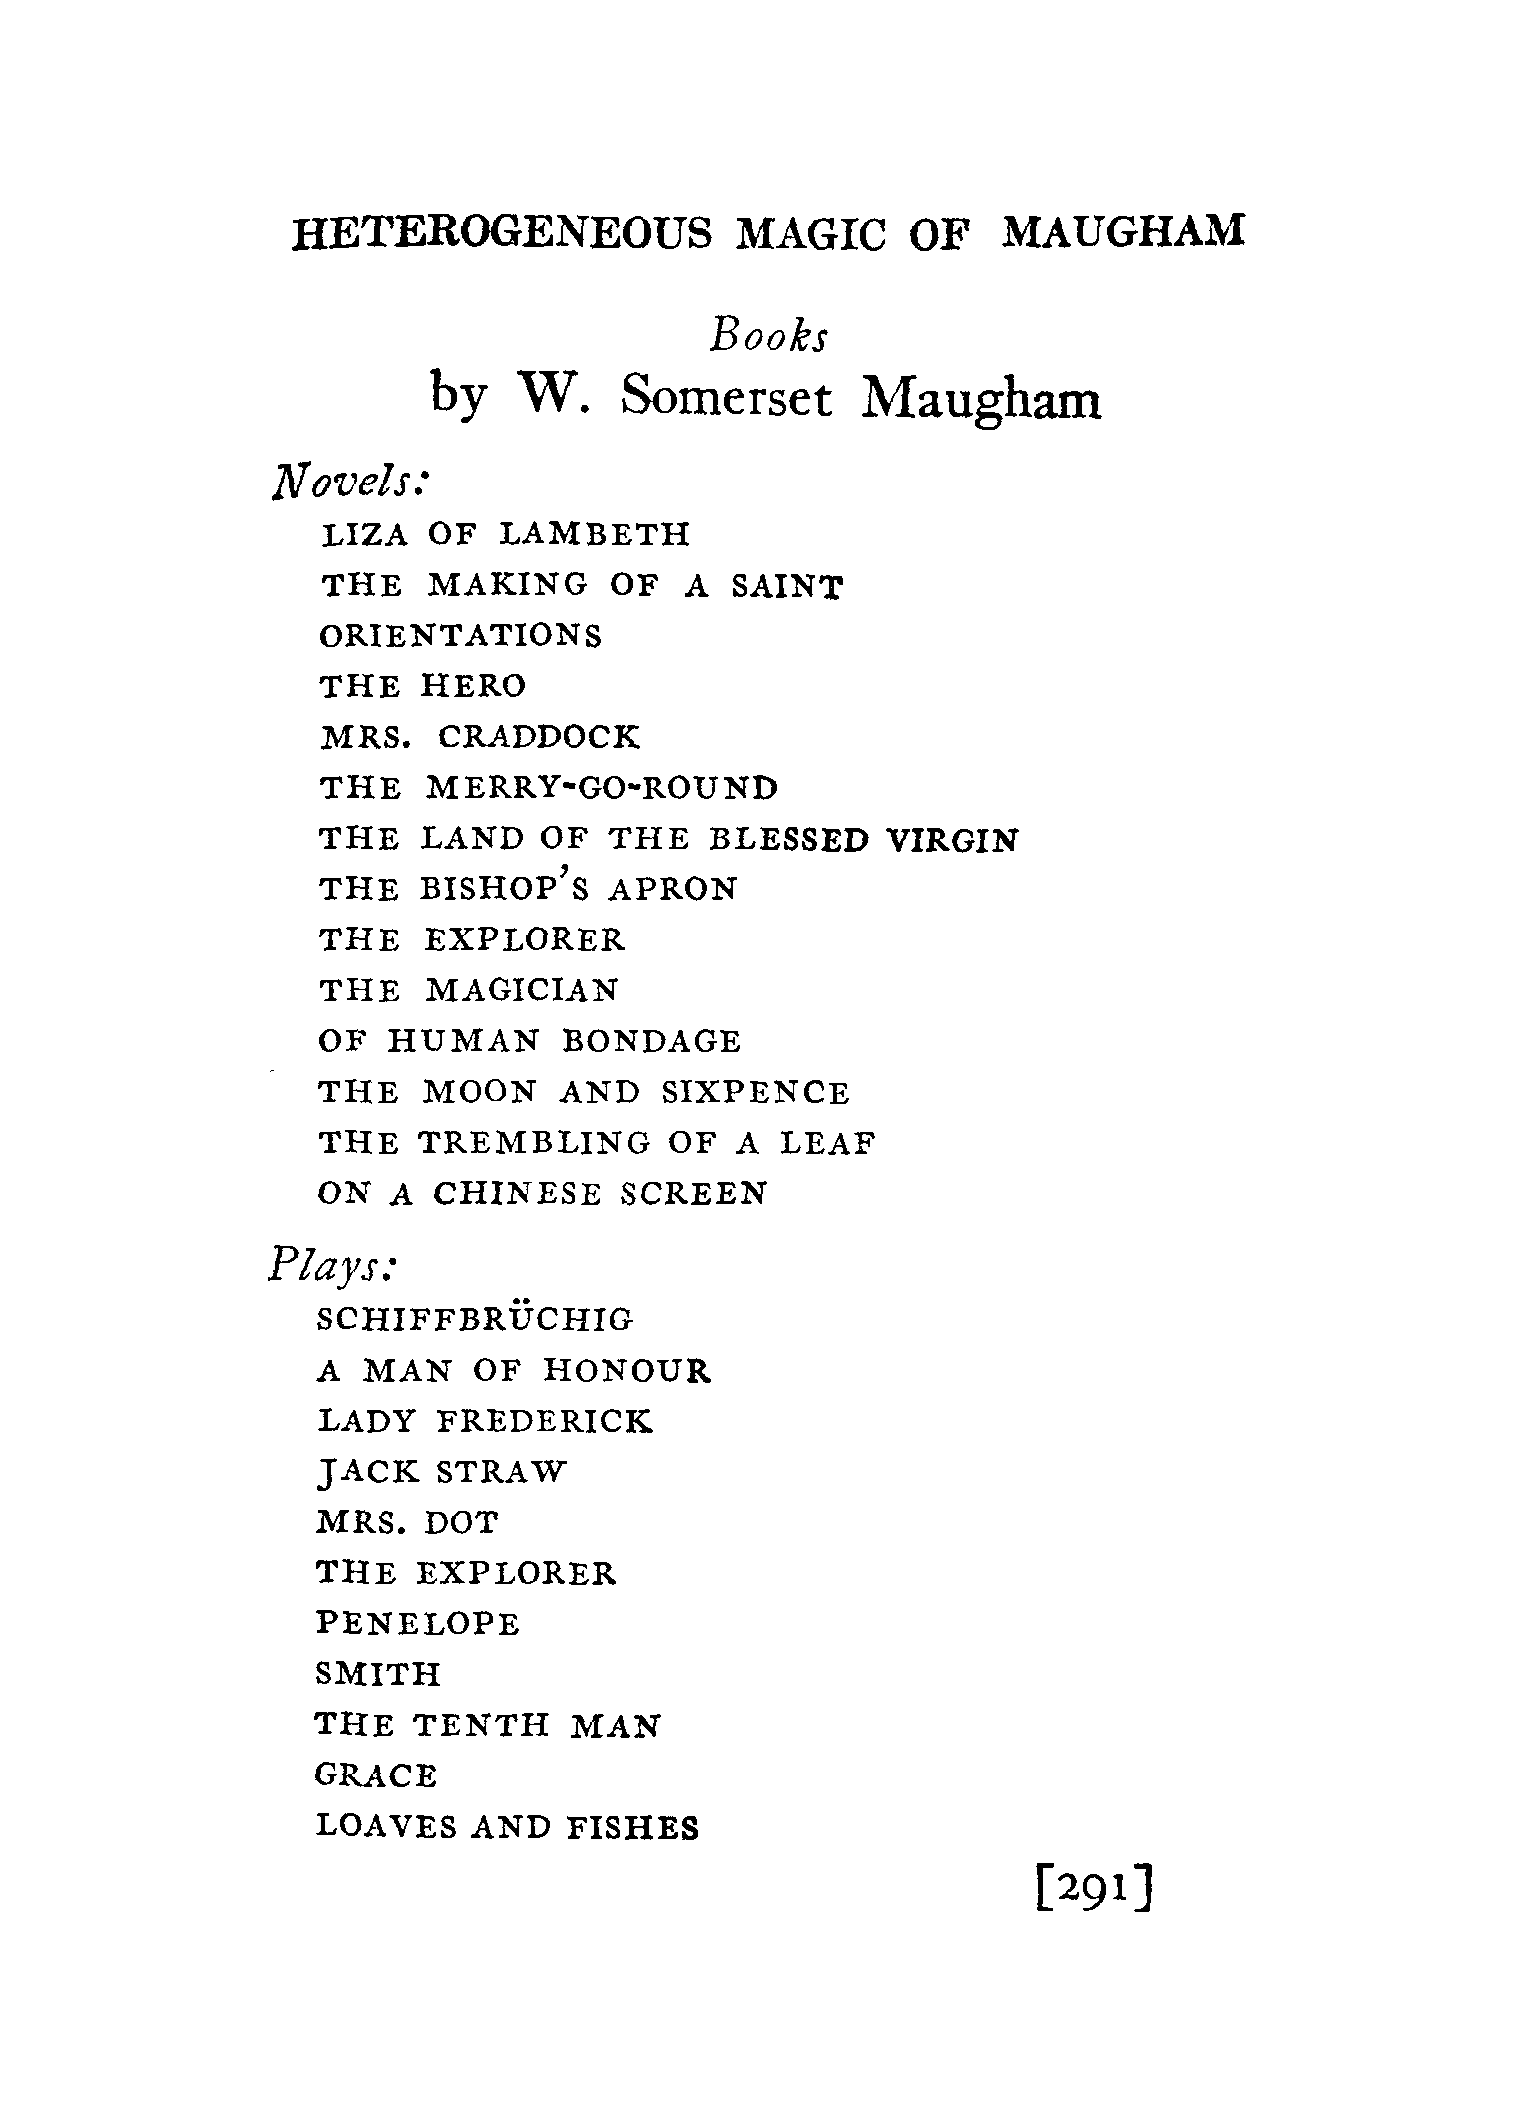 HETEROGENEOUS MAGIC OF MAUGHAM
Books
by W. Somerset Maugham
Novels:
LIZA OF LAMBETH
THE MAKING OF A SAINT
ORIENTATIONS
THE HERO
MRS. CRADDOCK
THE MERRY-GO-ROUND
THE LAND OF THE BLESSED VIRGIN
THE BISHOP'S APRON
THE EXPLORER
THE MAGICIAN
OF HUMAN BONDAGE
THE MOON AND SIXPENCE
THE TREMBLING OF A LEAF
ON A CHINESE SCREEN
Plays:
SCHIFFBRÜCHIG
A MAN OF HONOUR
LADY FREDERICK
JACK STRAW
MRS. DOT
THE EXPLORER
PENELOPE
SMITH
THE TENTH MAN
GRACE
LOAVES AND FISHES
[291]